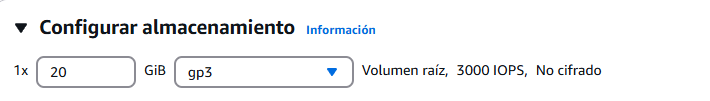 Configurar almacenamiento Información
1x 20 GiB gp3 Volumen raíz, 3000 IOPS, No cifrado